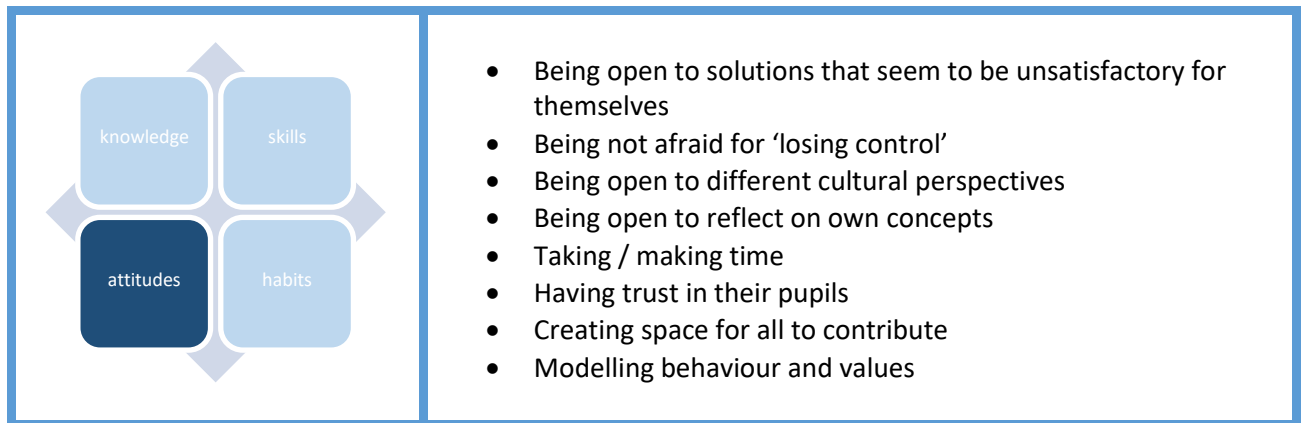 knowledge
skills
attitudes
habits
• Being open to solutions that seem to be unsatisfactory for
themselves
• Being not afraid for ‘losing control’
• Being open to different cultural perspectives
• Being open to reflect on own concepts
• Taking / making time
• Having trust in their pupils
• Creating space for all to contribute
• Modelling behaviour and values